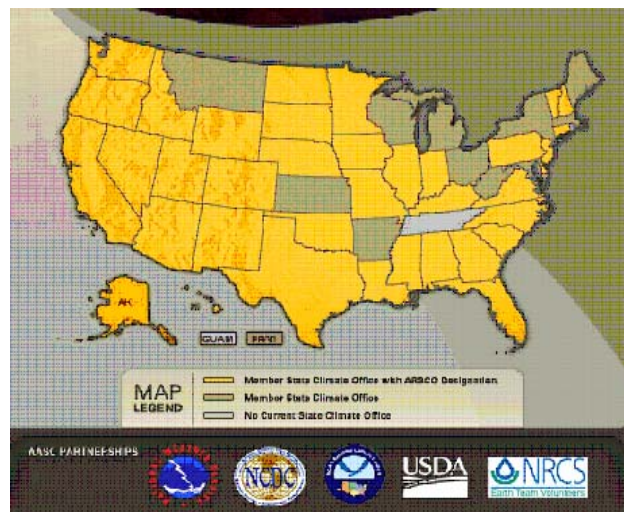 AK
HI
GUAM
MAP
LEGEND
Member State Climate Office with ARSCO Designation
Member State Climate Office
No Current State Climate Office
AASC PARTNERSHIPS
NCDC
USDA
NRCS
Earth Team Volunteers